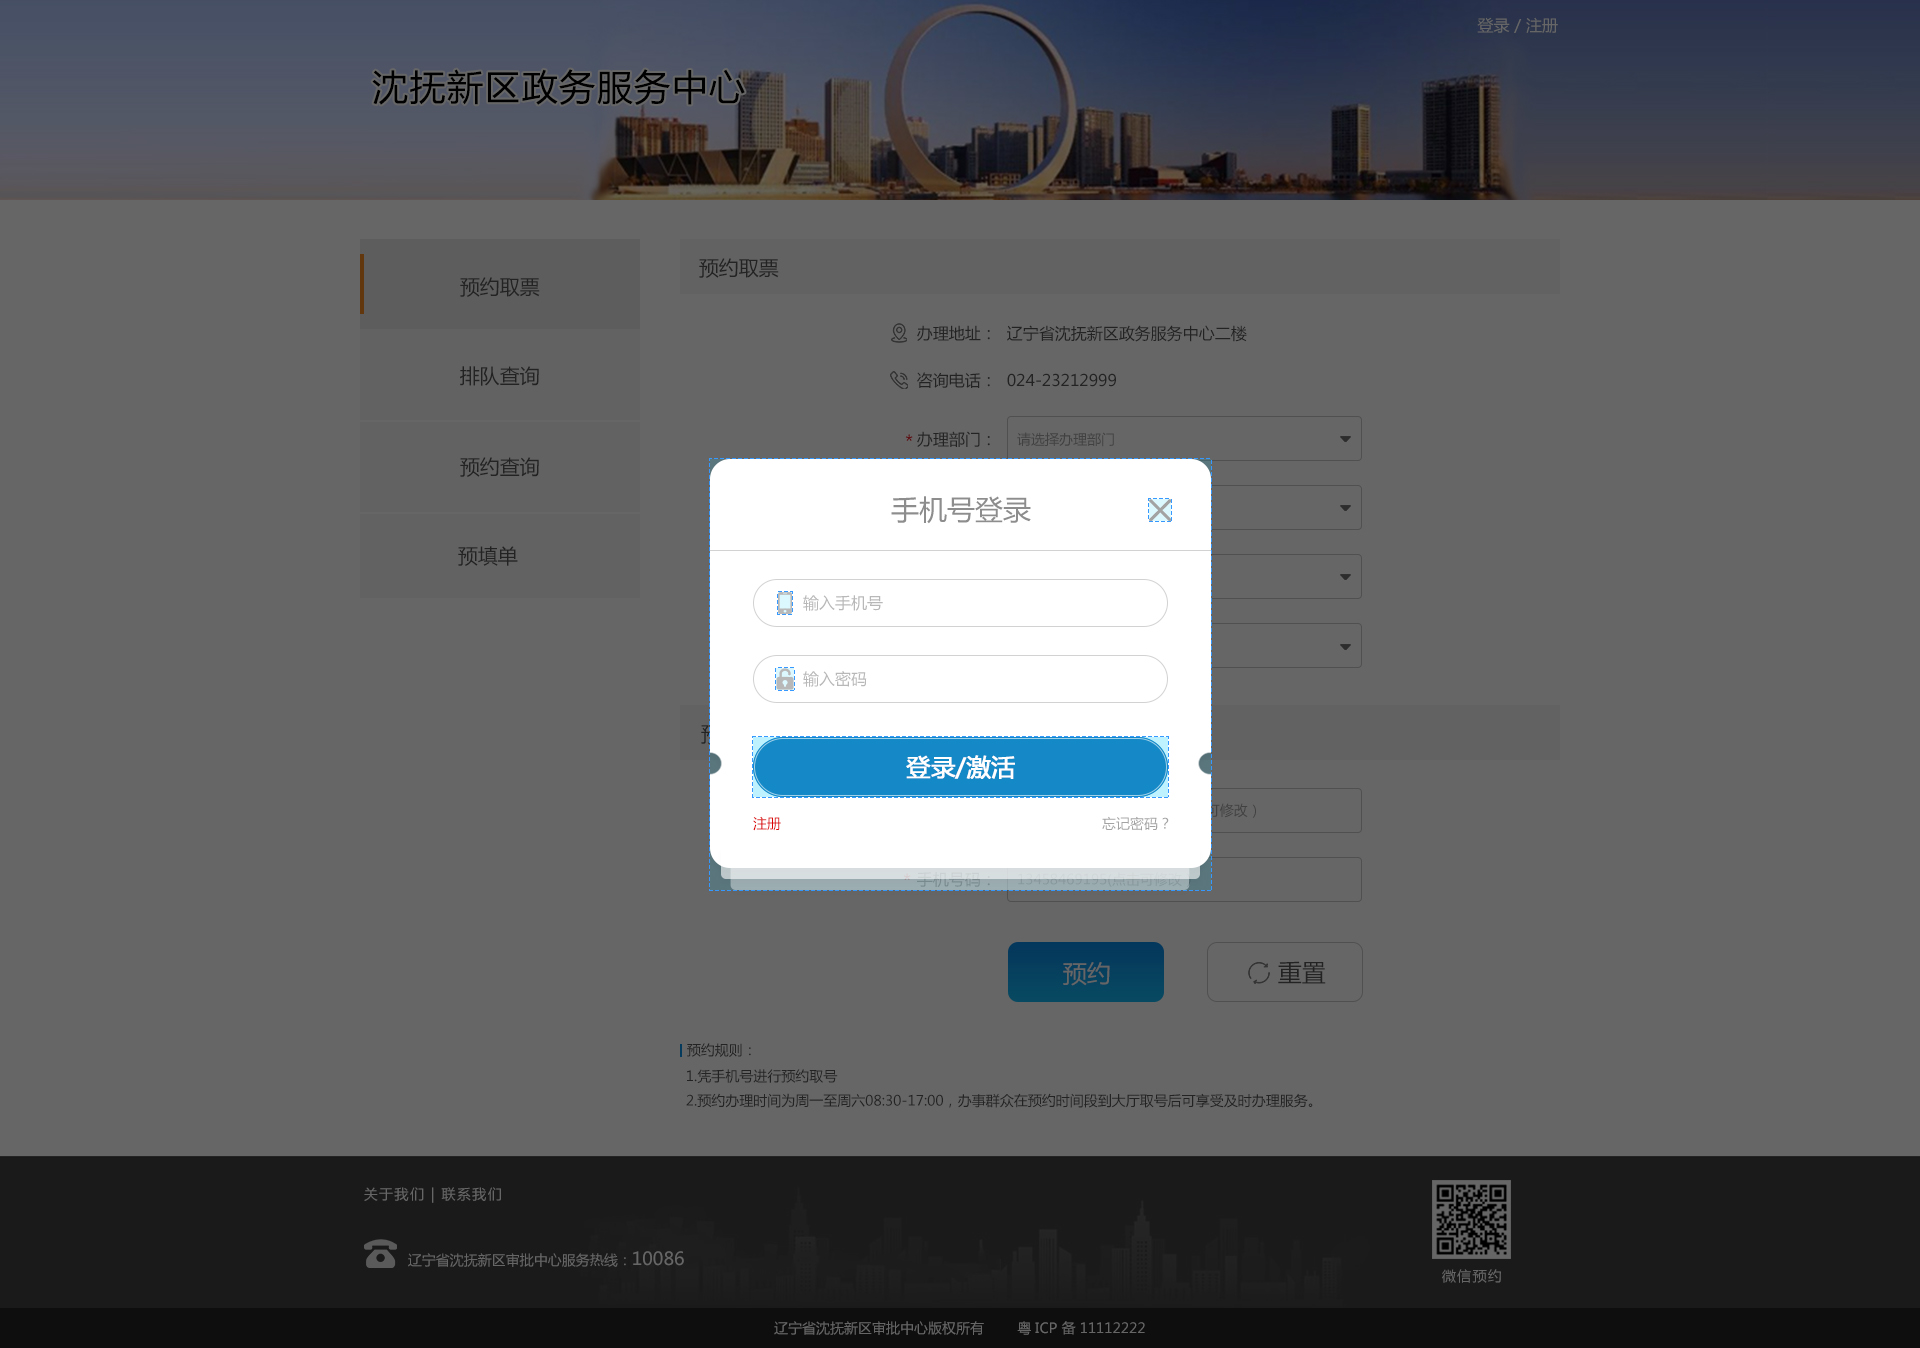 登录 / 注册
沈抚新区政务服务中心
预约取票
排队查询
预约查询
预填单
预约取票
办理地址： 辽宁省沈抚新区政务服务中心二楼
咨询电话： 024-23212999
* 办理部门： 请选择办理部门
手机号登录
输入手机号
输入密码
登录/激活
注册 忘记密码？
可修改）
* 手机号码：
预约 重置
预约规则：
1.凭手机号进行预约取号
2.预约办理时间为周一至周六08:30-17:00，办事群众在预约时间段到大厅取号后可享受及时办理服务。
关于我们 | 联系我们
辽宁省沈抚新区审批中心服务热线：10086
微信预约
辽宁省沈抚新区审批中心版权所有 粤 ICP 备 11112222